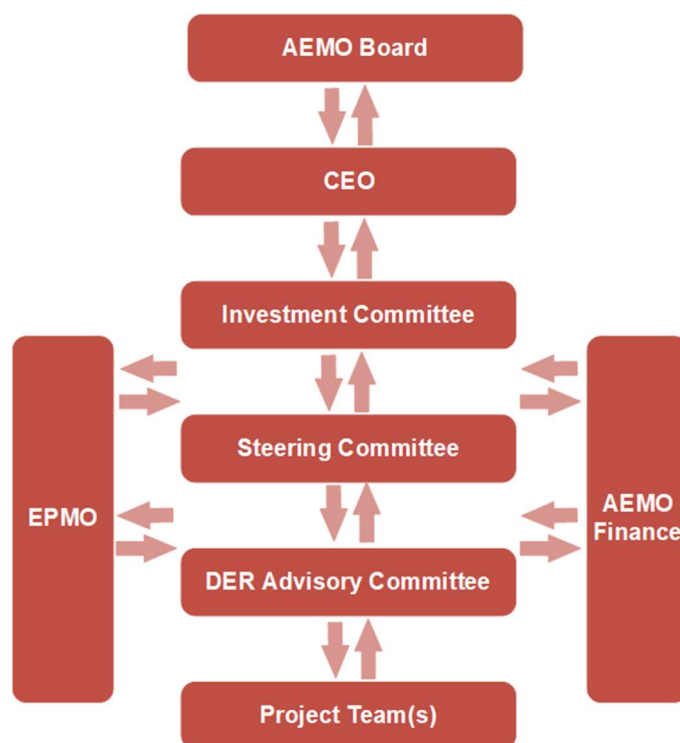 AEMO Board
CEO
Investment Committee
Steering Committee
EPMO
AEMO
Finance
DER Advisory Committee
Project Team(s)